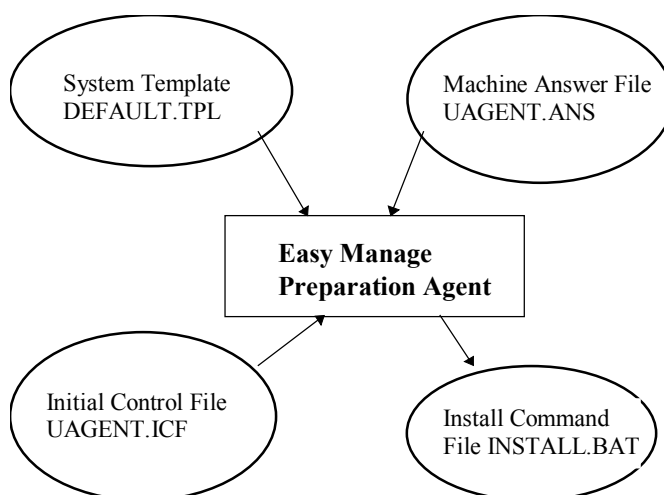 System Template
DEFAULT.TPL
Machine Answer File
UAGENT.ANS
Easy Manage
Preparation Agent
Initial Control File
UAGENT.ICF
Install Command
File INSTALL.BAT